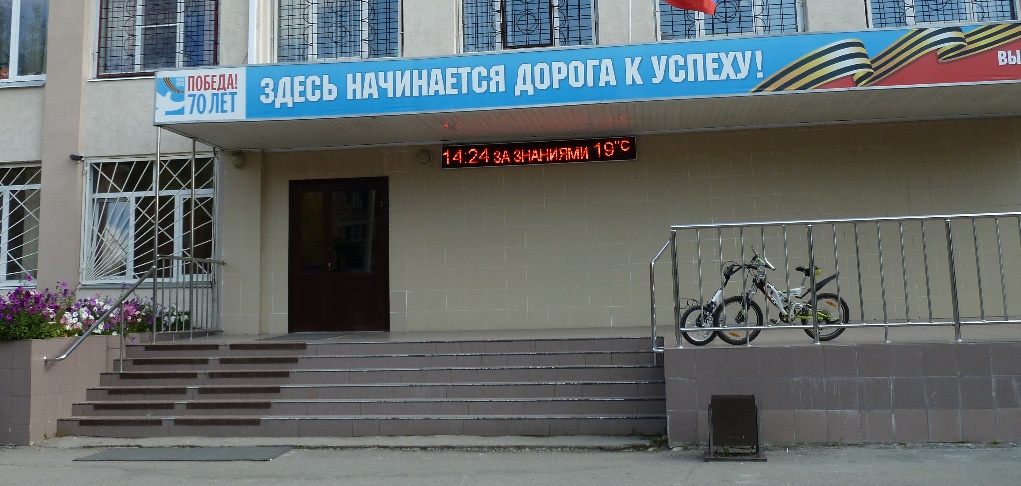 ПОБЕДА!
70 ЛЕТ
ЗДЕСЬ НАЧИНАЕТСЯ ДОРОГА К УСПЕХУ!
14:24 ЗА ЗНАНИЯМИ 19°C